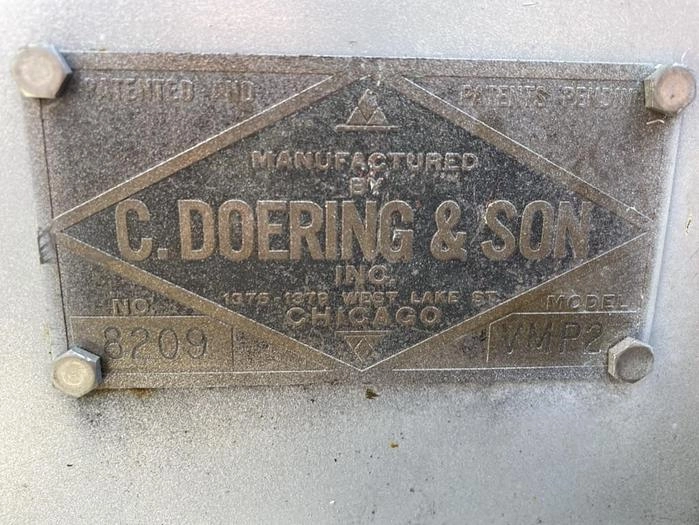 PATENTED AND
PATENTS PENDING
MANUFACTURED
BY
C. DOERING & SON
INC.
1375-1379 WEST LAKE ST.
CHICAGO
NO.
8209
MODEL
VMP2